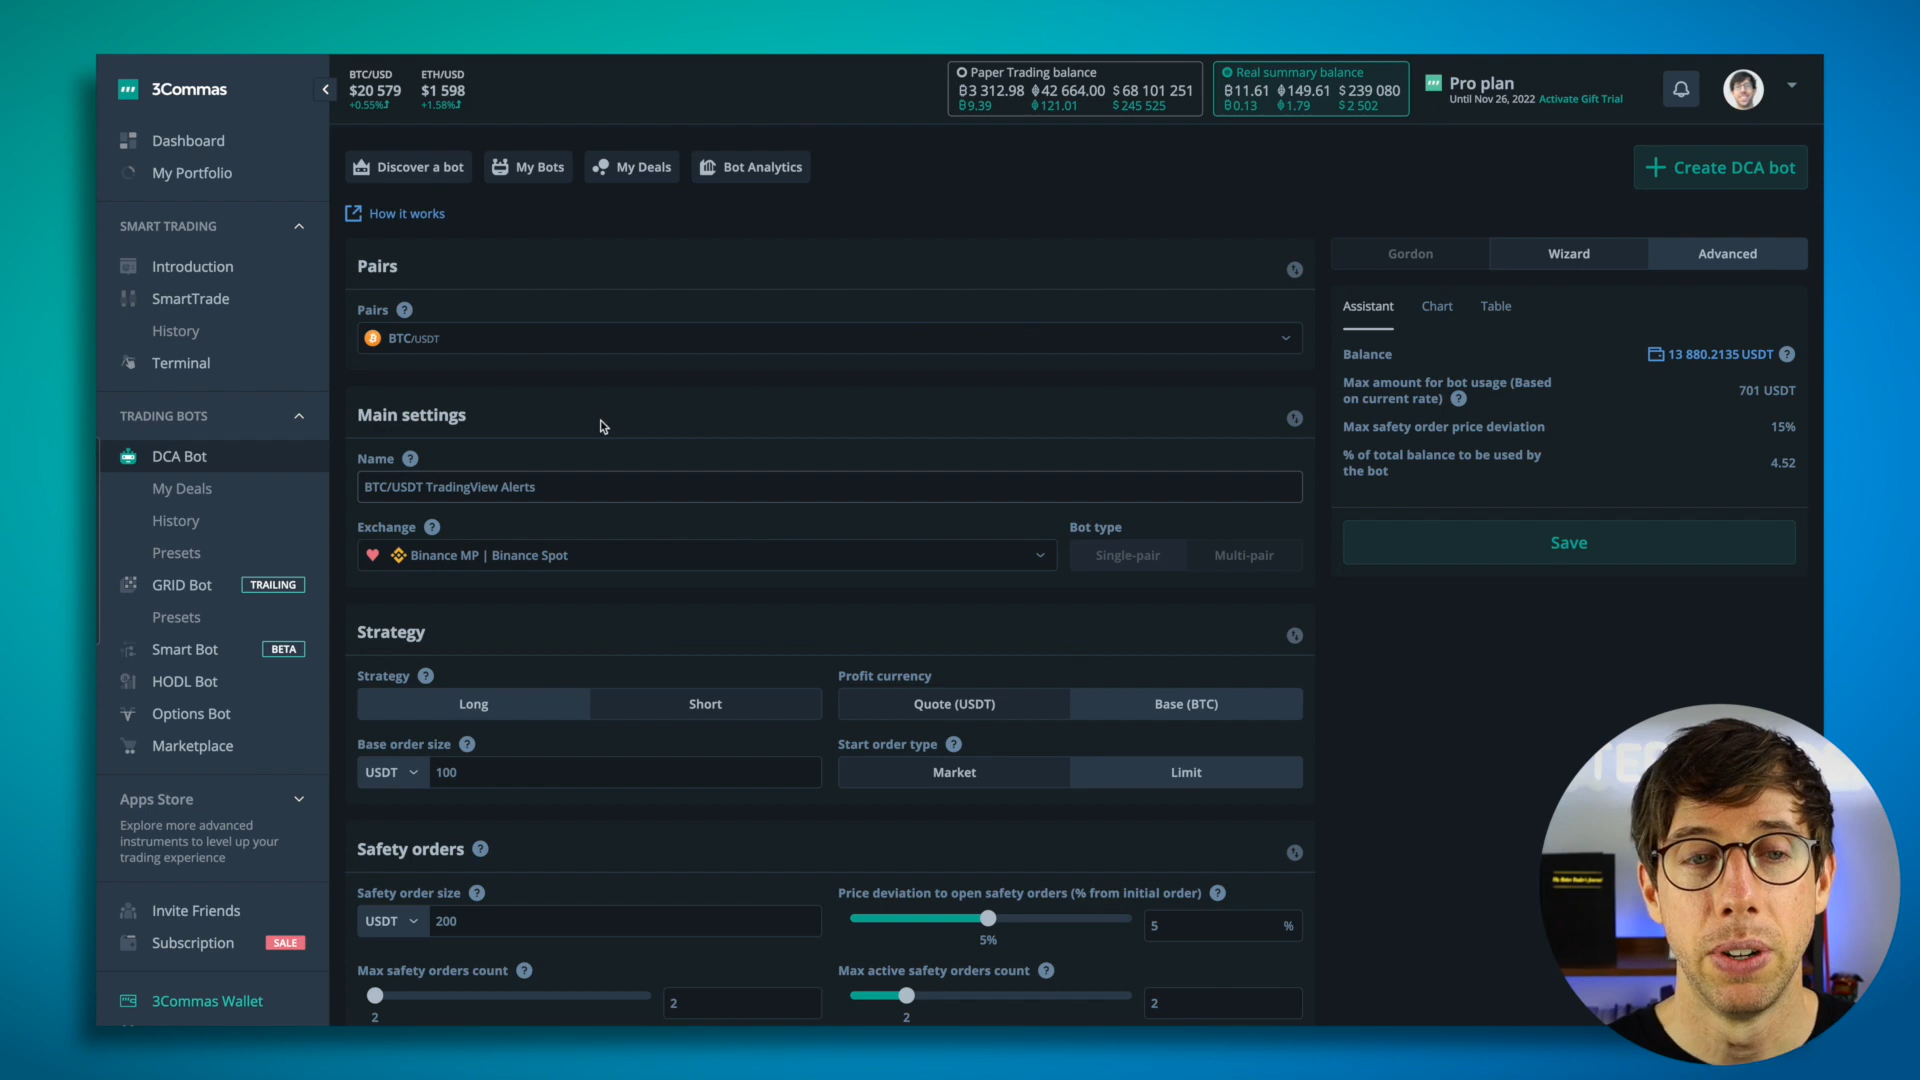 3Commas
BTC/USD
$20 579
+0.55%
ETH/USD
$1 598
+1.58%
Paper Trading balance
3 312.98 42 664.00 $ 68 101 251
9.39 121.01 $ 245 525
Real summary balance
11.61 149.61 $ 239 080
0.13 1.79 $ 2 502
Pro plan
Until Nov 26, 2022 Activate Gift Trial
Dashboard
My Portfolio
SMART TRADING
Introduction
SmartTrade
History
Terminal
TRADING BOTS
DCA Bot
My Deals
History
Presets
GRID Bot TRAILING
Presets
Smart Bot BETA
HODL Bot
Options Bot
Marketplace
Apps Store
Explore more advanced
instruments to level up your
trading experience
Invite Friends
Subscription SALE
3Commas Wallet
Discover a bot
My Bots
My Deals
Bot Analytics
+ Create DCA bot
How it works
Pairs
Pairs ?
BTC/USDT
Main settings
Name ?
BTC/USDT TradingView Alerts
Exchange ?
Binance MP | Binance Spot
Bot type
Single-pair Multi-pair
Strategy
Strategy ?
Long Short
Profit currency
Quote (USDT) Base (BTC)
Base order size ?
USDT 100
Start order type ?
Market Limit
Safety orders ?
Safety order size ?
USDT 200
Price deviation to open safety orders (% from initial order) ?
5%
5 %
Max safety orders count ?
2
2
Max active safety orders count ?
2
2
Gordon Wizard Advanced
Assistant Chart Table
Balance 13 880.2135 USDT ?
Max amount for bot usage (Based
on current rate) ? 701 USDT
Max safety order price deviation 15%
% of total balance to be used by
the bot 4.52
Save